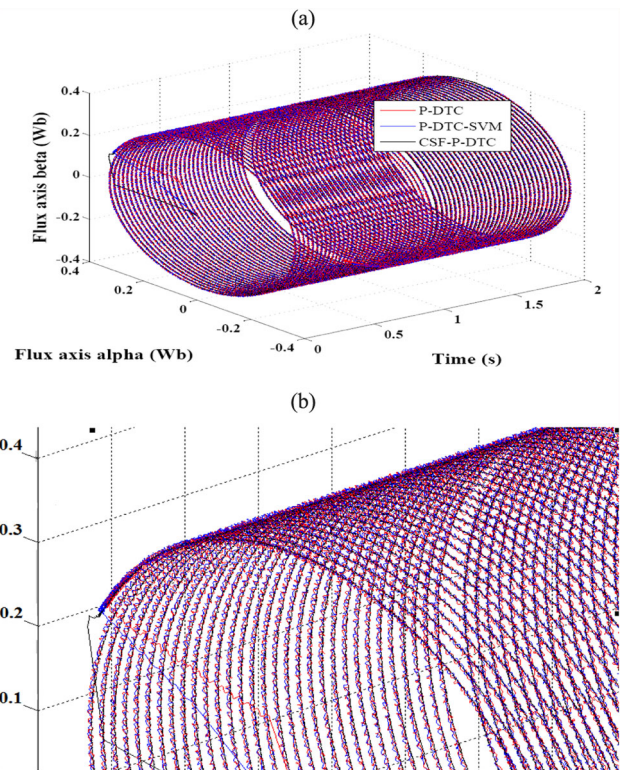 (a)
0.4
0.2
0
-0.2
-0.4
Flux axis beta (Wb)
P-DTC
P-DTC-SVM
CSF-P-DTC
0.4
0.2
0
-0.2
-0.4
Flux axis alpha (Wb)
0
0.5
1
1.5
2
Time (s)
(b)
0.4
0.3
0.2
0.1